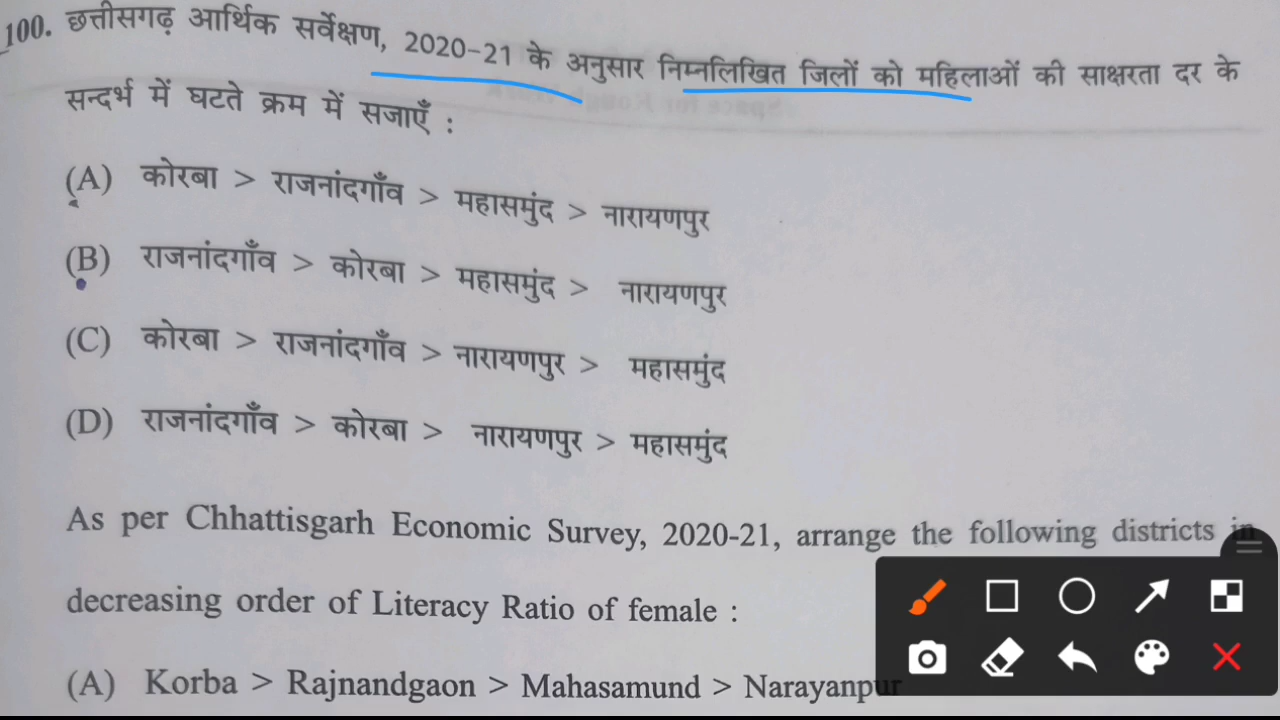 100. छत्तीसगढ़ आर्थिक सर्वेक्षण, 2020-21 के अनुसार निम्नलिखित जिलों को महिलाओं की साक्षरता दर के
सन्दर्भ में घटते क्रम में सजाएँ :
(A) कोरबा > राजनांदगाँव > महासमुंद > नारायणपुर
(B) राजनांदगाँव > कोरबा > महासमुंद > नारायणपुर
(C) कोरबा > राजनांदगाँव > नारायणपुर > महासमुंद
(D) राजनांदगाँव > कोरबा > नारायणपुर > महासमुंद
As per Chhattisgarh Economic Survey, 2020-21, arrange the following districts in
decreasing order of Literacy Ratio of female :
(A) Korba > Rajnandgaon > Mahasamund > Narayanpur